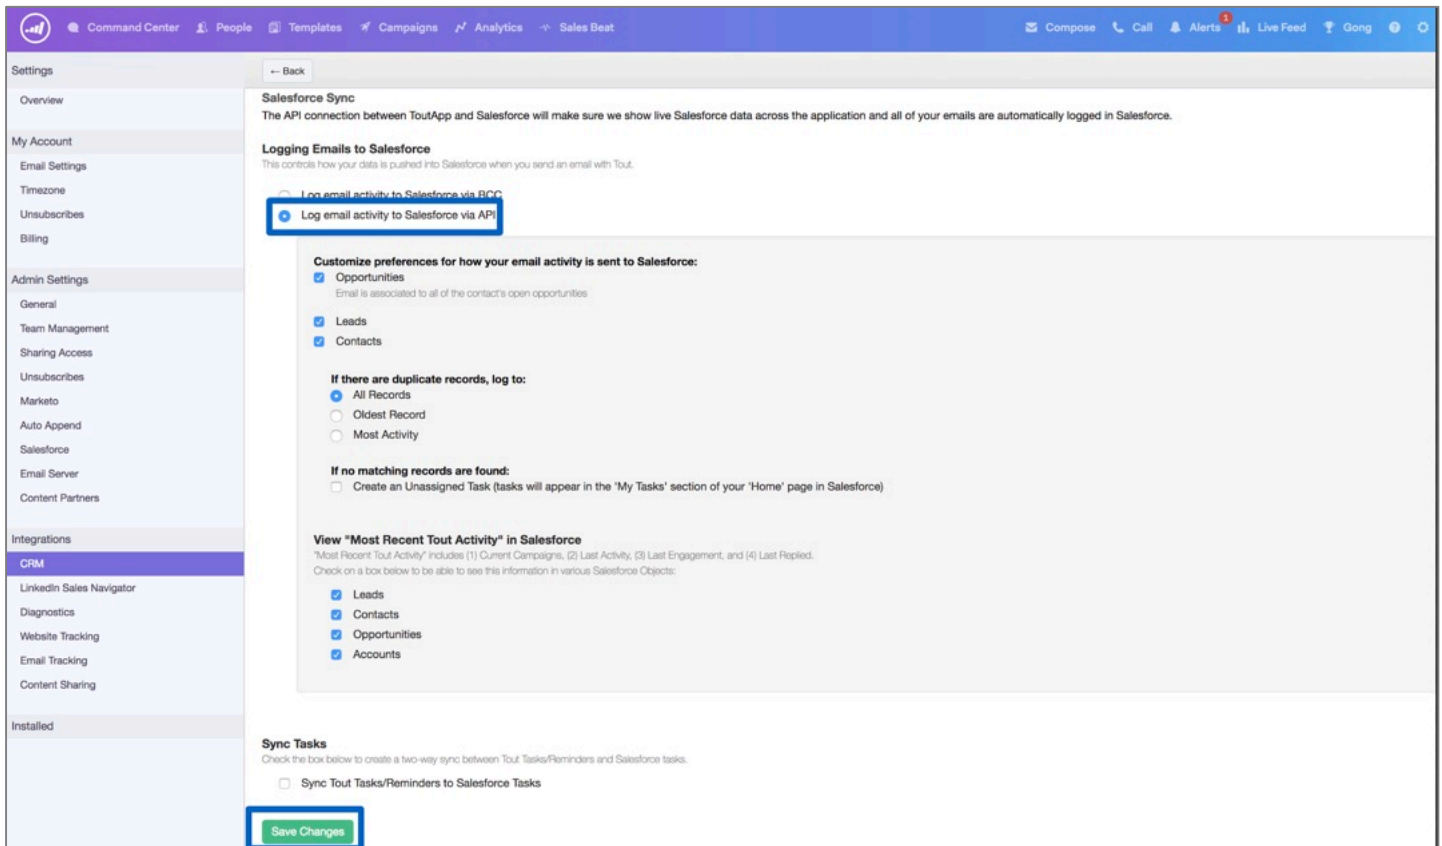 Command Center People Templates Campaigns Analytics Sales Beat Compose Call Alerts 1 Live Feed Gong
Settings
Overview
My Account
Email Settings
Timezone
Unsubscribes
Billing
Admin Settings
General
Team Management
Sharing Access
Unsubscribes
Marketo
Auto Append
Salesforce
Email Server
Content Partners
Integrations
CRM
LinkedIn Sales Navigator
Diagnostics
Website Tracking
Email Tracking
Content Sharing
Installed
← Back
Salesforce Sync
The API connection between ToutApp and Salesforce will make sure we show live Salesforce data across the application and all of your emails are automatically logged in Salesforce.
Logging Emails to Salesforce
This controls how your data is pushed into Salesforce when you send an email with Tout.
Log email activity to Salesforce via BCC
Log email activity to Salesforce via API
Customize preferences for how your email activity is sent to Salesforce:
Opportunities
Email is associated to all of the contact's open opportunities
Leads
Contacts
If there are duplicate records, log to:
All Records
Oldest Record
Most Activity
If no matching records are found:
Create an Unassigned Task (tasks will appear in the 'My Tasks' section of your 'Home' page in Salesforce)
View "Most Recent Tout Activity" in Salesforce
"Most Recent Tout Activity" includes (1) Current Campaigns, (2) Last Activity, (3) Last Engagement, and (4) Last Replied.
Check on a box below to be able to see this information in various Salesforce Objects:
Leads
Contacts
Opportunities
Accounts
Sync Tasks
Check the box below to create a two-way sync between Tout Tasks/Reminders and Salesforce tasks.
Sync Tout Tasks/Reminders to Salesforce Tasks
Save Changes